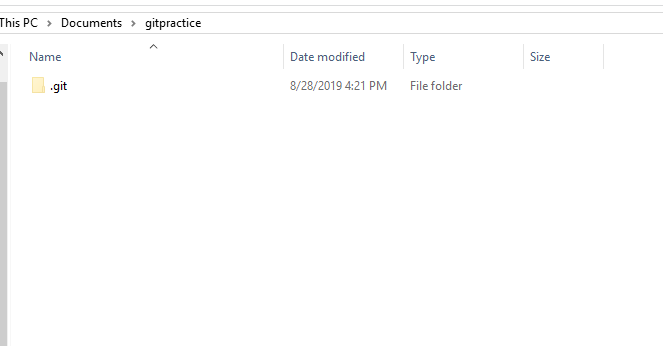 This PC > Documents > gitpractice
Name Date modified Type Size
.git 8/28/2019 4:21 PM File folder